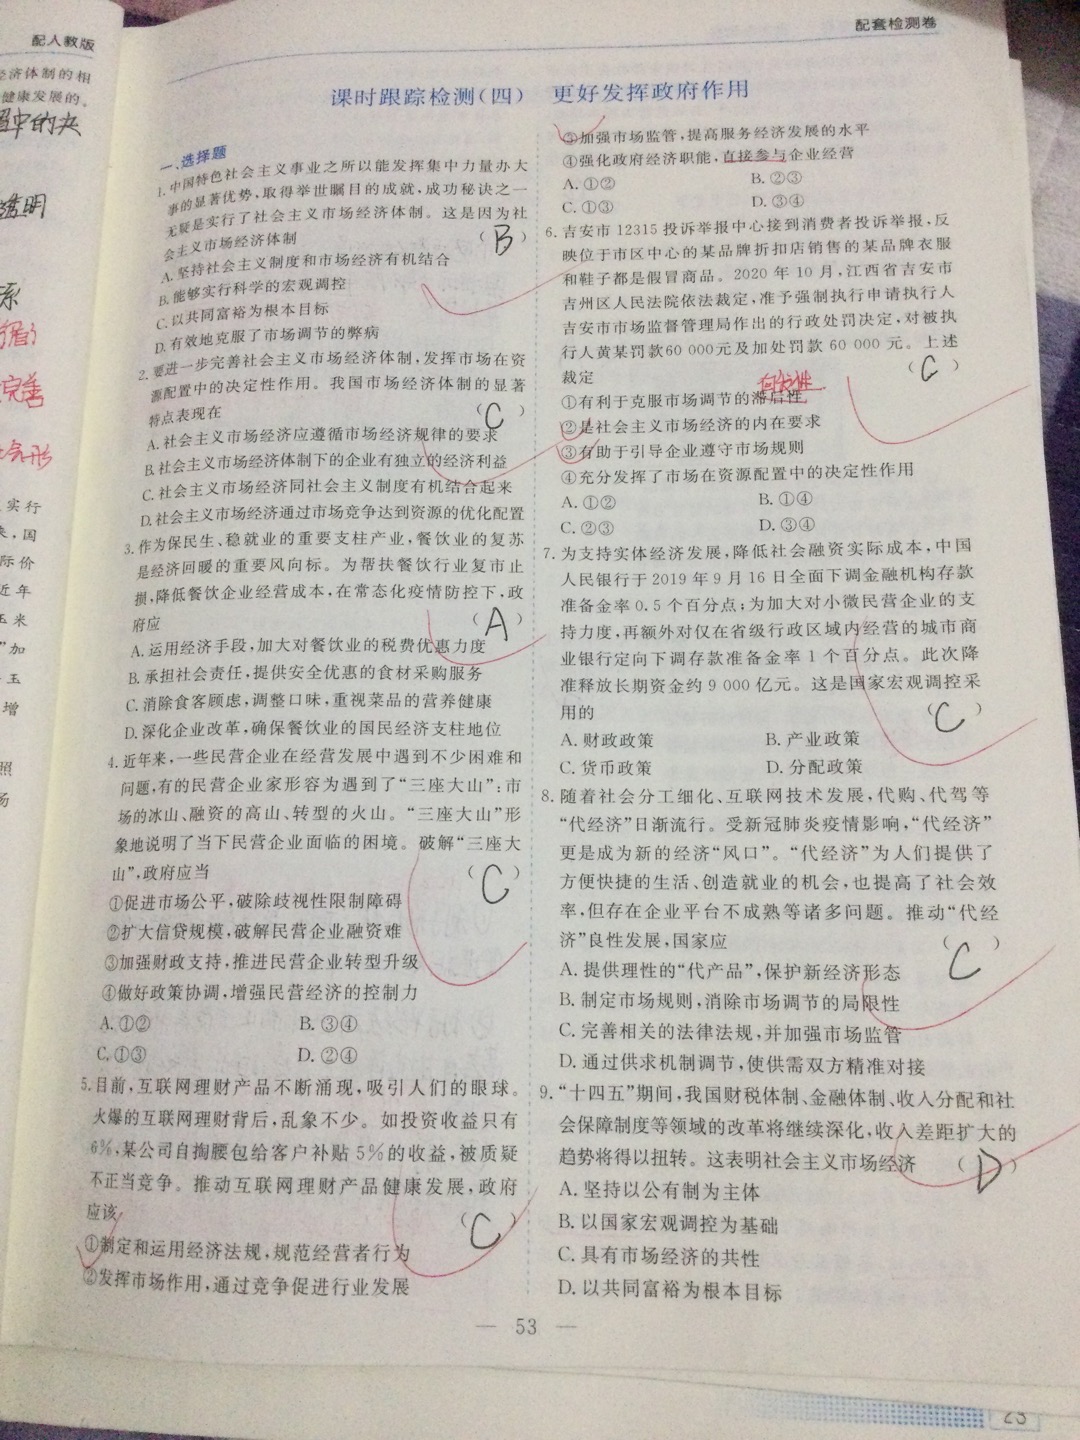 配人教版
经济体制的相
健康发展的。
置中的决
透明
系
完善
实行
来,国
际价
近年
玉米
”加
玉
增
照
场
配套检测卷
课时跟踪检测(四) 更好发挥政府作用
一、选择题
1.中国特色社会主义事业之所以能发挥集中力量办大
事的显著优势,取得举世瞩目的成就,成功秘诀之一
无疑是实行了社会主义市场经济体制。这是因为社
会主义市场经济体制 (B)
A.坚持社会主义制度和市场经济有机结合
B.能够实行科学的宏观调控
C.以共同富裕为根本目标
D.有效地克服了市场调节的弊病
2.要进一步完善社会主义市场经济体制,发挥市场在资
源配置中的决定性作用。我国市场经济体制的显著
特点表现在 (C)
A.社会主义市场经济应遵循市场经济规律的要求
B.社会主义市场经济体制下的企业有独立的经济利益
C.社会主义市场经济同社会主义制度有机结合起来
D.社会主义市场经济通过市场竞争达到资源的优化配置
3.作为保民生、稳就业的重要支柱产业,餐饮业的复苏
是经济回暖的重要风向标。为帮扶餐饮行业复市止
损,降低餐饮企业经营成本,在常态化疫情防控下,政
府应 (A)
A.运用经济手段,加大对餐饮业的税费优惠力度
B.承担社会责任,提供安全优惠的食材采购服务
C.消除食客顾虑,调整口味,重视菜品的营养健康
D.深化企业改革,确保餐饮业的国民经济支柱地位
4.近年来,一些民营企业在经营发展中遇到不少困难和
问题,有的民营企业家形容为遇到了“三座大山”:市
场的冰山、融资的高山、转型的火山。“三座大山”形
象地说明了当下民营企业面临的困境。破解“三座大
山”,政府应当 (C)
①促进市场公平,破除歧视性限制障碍
②扩大信贷规模,破解民营企业融资难
③加强财政支持,推进民营企业转型升级
④做好政策协调,增强民营经济的控制力
A.①② B.③④
C.①③ D.②④
5.目前,互联网理财产品不断涌现,吸引人们的眼球。
火爆的互联网理财背后,乱象不少。如投资收益只有
6%,某公司自掏腰包给客户补贴5%的收益,被质疑
不正当竞争。推动互联网理财产品健康发展,政府
应该 (C)
①制定和运用经济法规,规范经营者行为
②发挥市场作用,通过竞争促进行业发展
③加强市场监管,提高服务经济发展的水平
④强化政府经济职能,直接参与企业经营
A.①② B.②③
C.①③ D.③④
6.吉安市12315投诉举报中心接到消费者投诉举报,反
映位于市区中心的某品牌折扣店销售的某品牌衣服
和鞋子都是假冒商品。2020年10月,江西省吉安市
吉州区人民法院依法裁定,准予强制执行申请执行人
吉安市市场监督管理局作出的行政处罚决定,对被执
行人黄某罚款60 000元及加处罚款60 000元。上述
裁定 (C)
①有利于克服市场调节的滞后性
②是社会主义市场经济的内在要求
③有助于引导企业遵守市场规则
④充分发挥了市场在资源配置中的决定性作用
A.①② B.①④
C.②③ D.③④
7.为支持实体经济发展,降低社会融资实际成本,中国
人民银行于2019年9月16日全面下调金融机构存款
准备金率0.5个百分点;为加大对小微民营企业的支
持力度,再额外对仅在省级行政区域内经营的城市商
业银行定向下调存款准备金率1个百分点。此次降
准释放长期资金约9 000亿元。这是国家宏观调控采
用的 (C)
A.财政政策 B.产业政策
C.货币政策 D.分配政策
8.随着社会分工细化、互联网技术发展,代购、代驾等
“代经济”日渐流行。受新冠肺炎疫情影响,“代经济”
更是成为新的经济“风口”。“代经济”为人们提供了
方便快捷的生活、创造就业的机会,也提高了社会效
率,但存在企业平台不成熟等诸多问题。推动“代经
济”良性发展,国家应 (C)
A.提供理性的“代产品”,保护新经济形态
B.制定市场规则,消除市场调节的局限性
C.完善相关的法律法规,并加强市场监管
D.通过供求机制调节,使供需双方精准对接
9.“十四五”期间,我国财税体制、金融体制、收入分配和社
会保障制度等领域的改革将继续深化,收入差距扩大的
趋势将得以扭转。这表明社会主义市场经济 (D)
A.坚持以公有制为主体
B.以国家宏观调控为基础
C.具有市场经济的共性
D.以共同富裕为根本目标
— 53 —
23